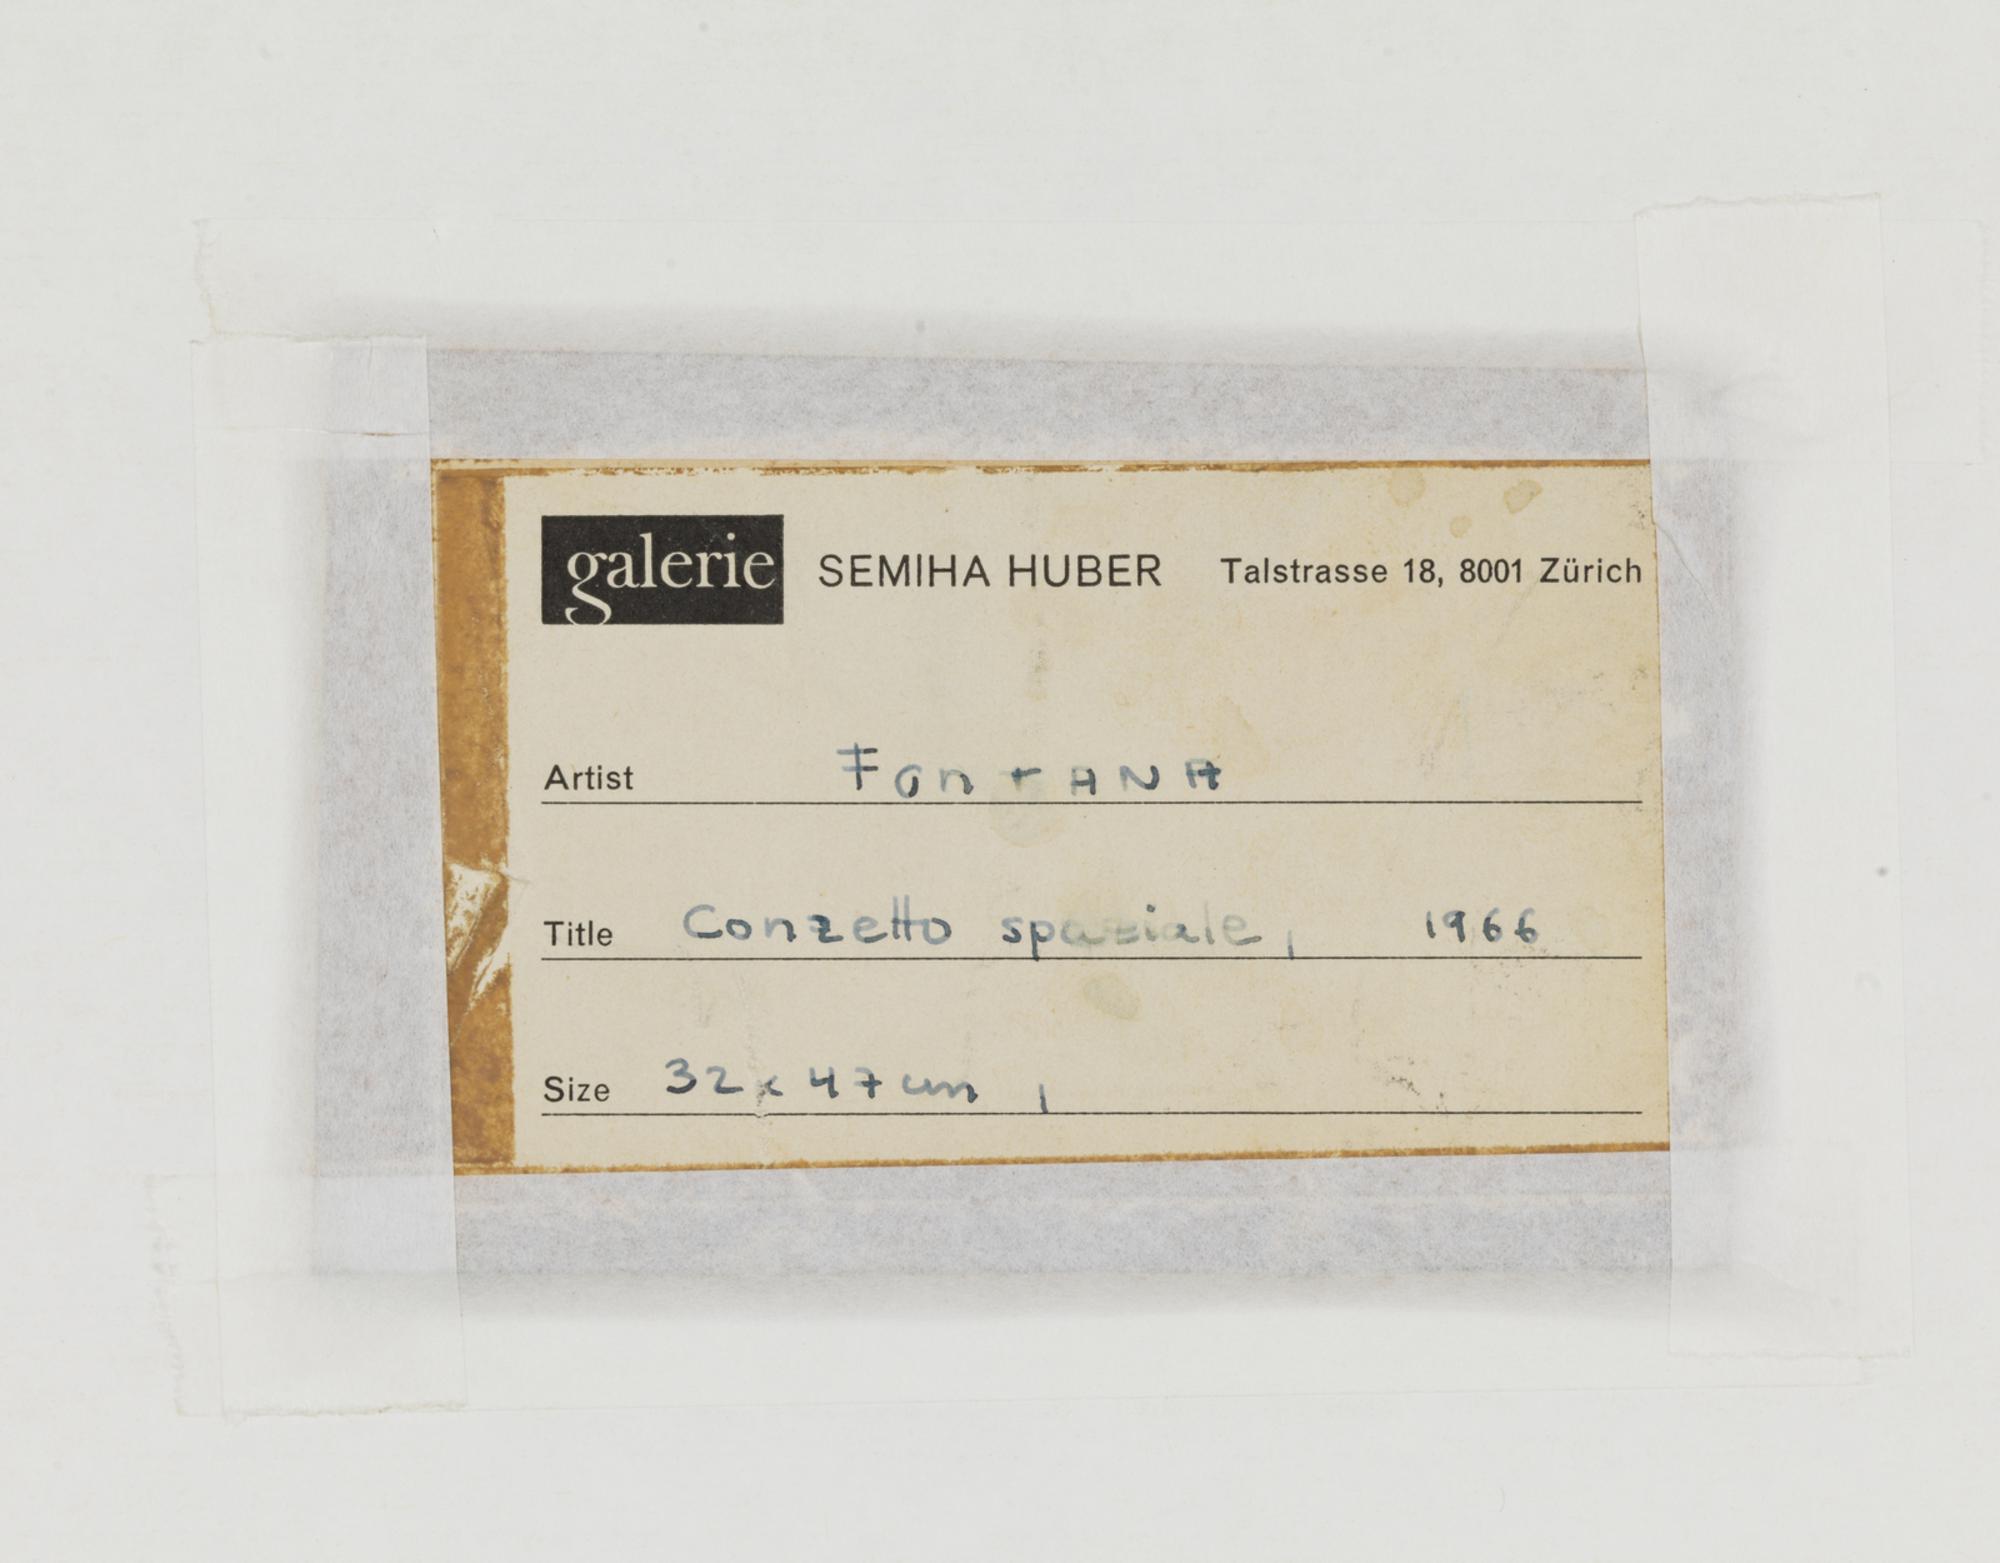 galerie SEMIHA HUBER Talstrasse 18, 8001 Zürich
Artist FontANA
Title Conzetto spaziale, 1966
Size 32 x 47 cm,